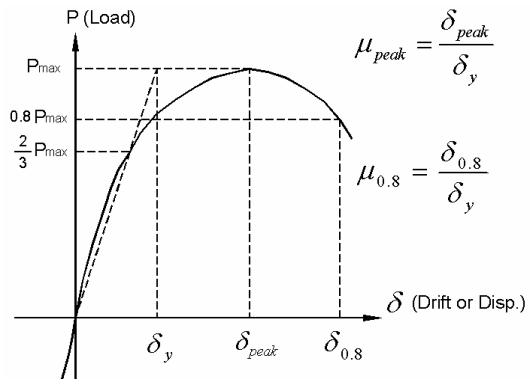 P (Load)
Pmax
0.8 Pmax
2/3 Pmax
μpeak = δpeak / δy
μ0.8 = δ0.8 / δy
δ (Drift or Disp.)
δy
δpeak
δ0.8